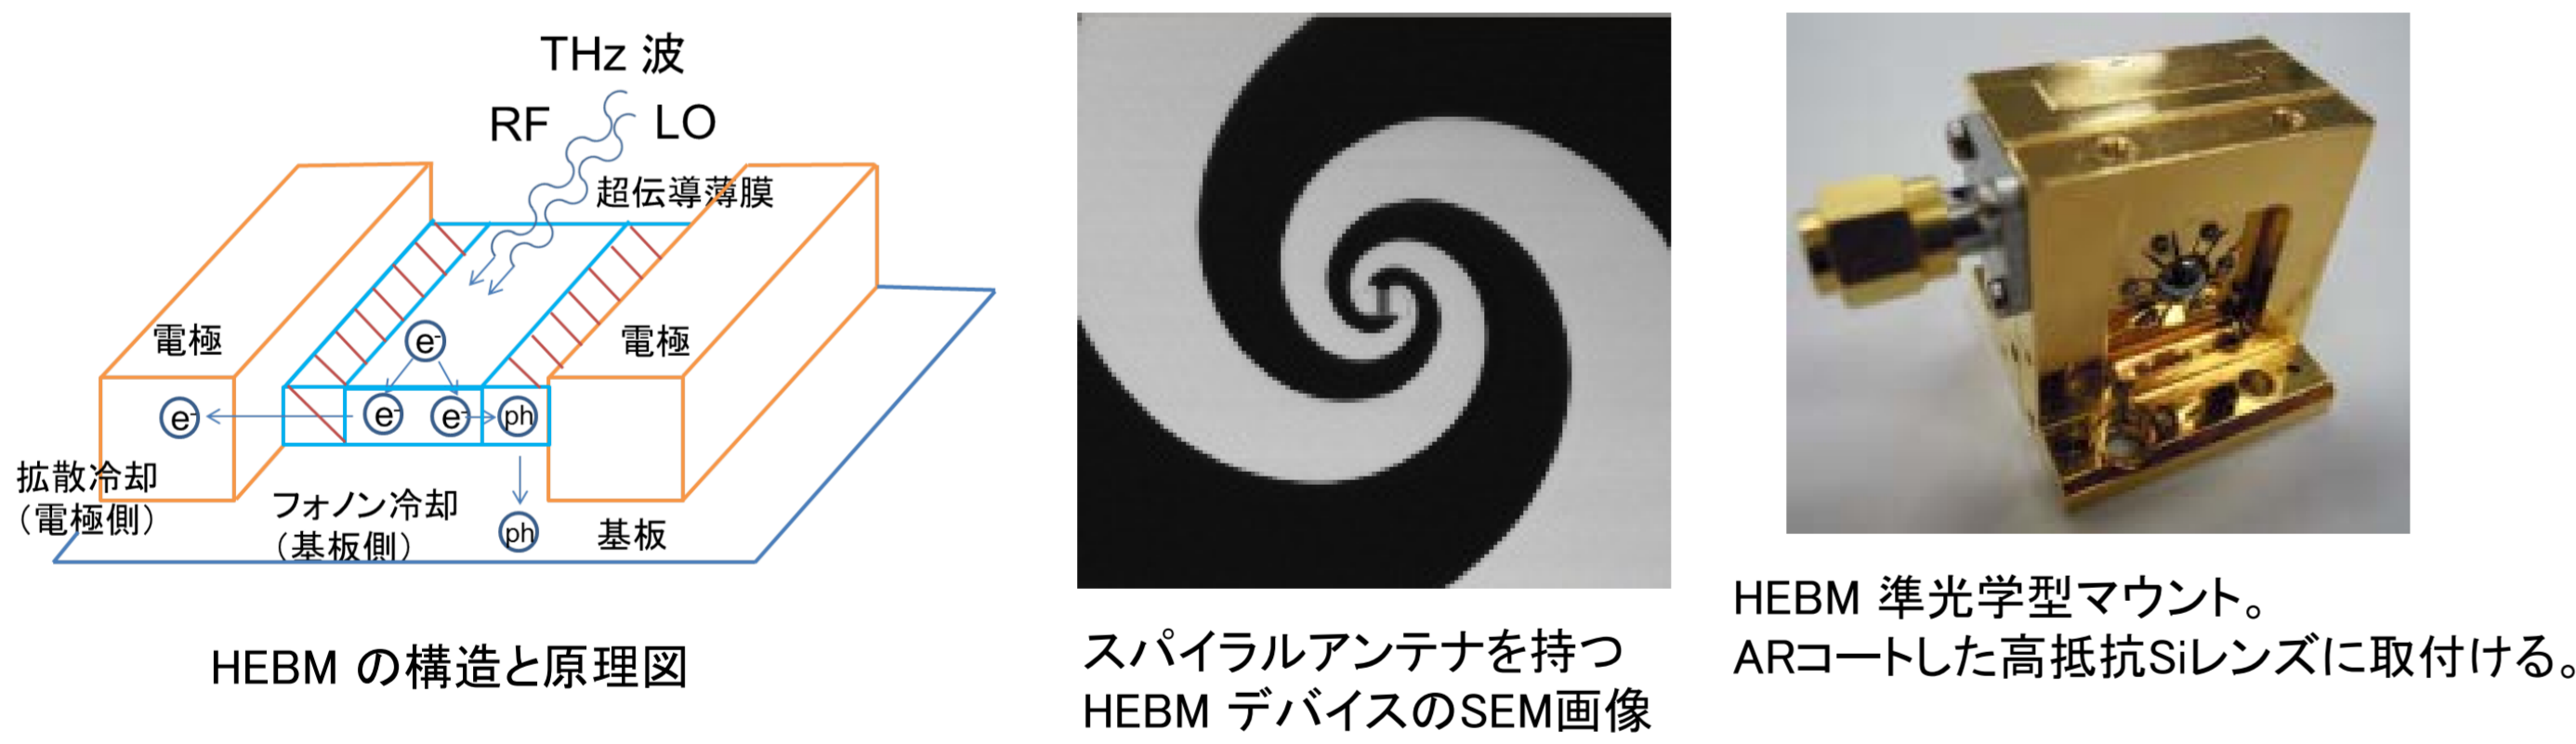 THz 波
RF LO
超伝導薄膜
電極
電極
e-
e-
e-
e-
ph
拡散冷却
（電極側）
フォノン冷却
（基板側）
ph
基板
HEBM の構造と原理図
スパイラルアンテナを持つ
HEBM デバイスのSEM画像
HEBM 準光学型マウント。
ARコートした高抵抗Siレンズに取付ける。